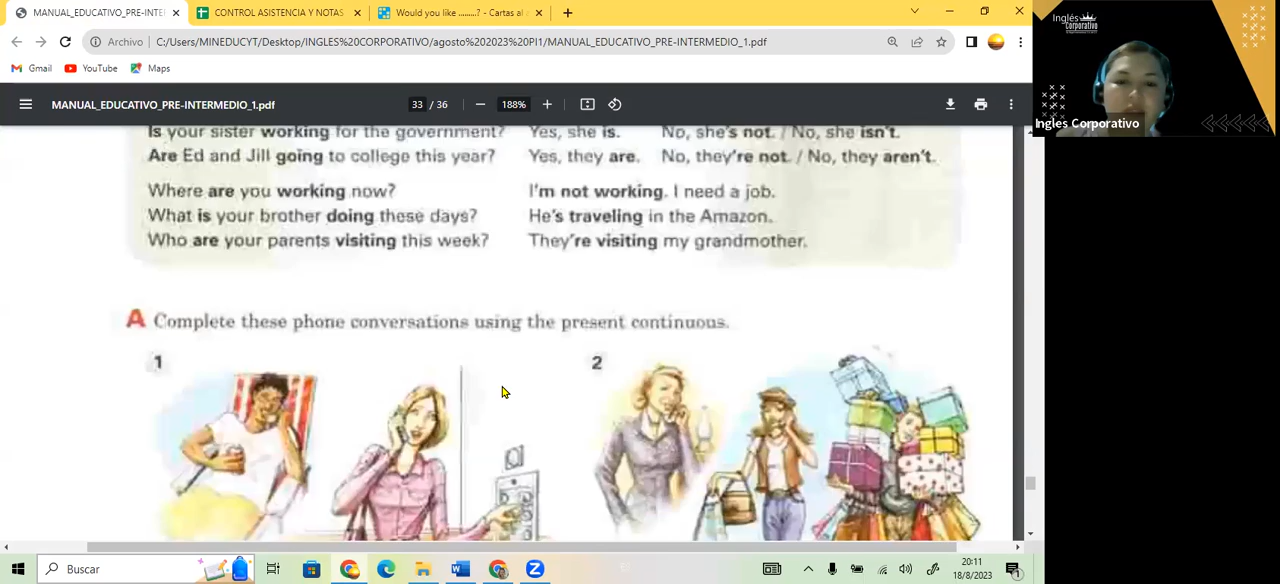 MANUAL_EDUCATIVO_PRE-INTER
CONTROL ASISTENCIA Y NOTAS
Would you like ........? - Cartas al a
Archivo
C:/Users/MINEDUCYT/Desktop/INGLES%20CORPORATIVO/agosto%202023%20PI1/MANUAL_EDUCATIVO_PRE-INTERMEDIO_1.pdf
Gmail
YouTube
Maps
MANUAL_EDUCATIVO_PRE-INTERMEDIO_1.pdf
33 / 36
188%
Is your sister working for the government? Yes, she is. No, she's not. / No, she isn't.
Are Ed and Jill going to college this year? Yes, they are. No, they're not. / No, they aren't.
Where are you working now? I'm not working. I need a job.
What is your brother doing these days? He's traveling in the Amazon.
Who are your parents visiting this week? They're visiting my grandmother.
A Complete these phone conversations using the present continuous.
1
2
Inglés
Corporativo
Ingles Corporativo
Buscar
20:11
18/8/2023
1